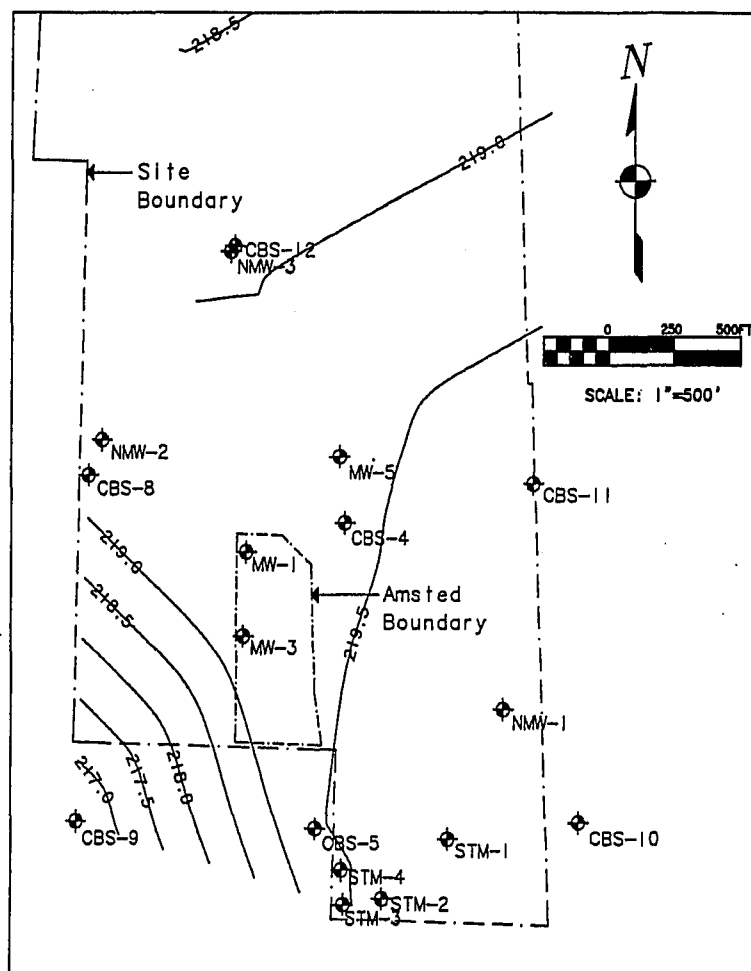 218.5
N
219.0
Site
Boundary
CBS-12
NMW-3
0 250 500FT
SCALE: 1"=500'
NMW-2
MW-5
CBS-8
CBS-11
CBS-4
219.0
MW-1
218.5
Amsted
Boundary
219.5
MW-3
NMW-1
218.0
217.5
217.0
CBS-9
CBS-5
STM-1
CBS-10
STM-4
STM-2
STM-3